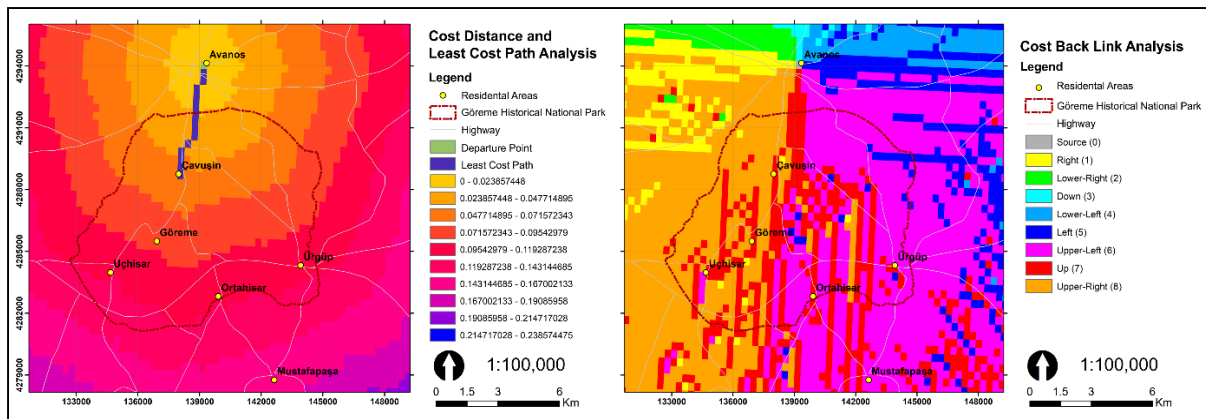 Cost Distance and
Least Cost Path Analysis
Legend
Residental Areas
Göreme Historical National Park
Highway
Departure Point
Least Cost Path
0 - 0.023857448
0.023857448 - 0.047714895
0.047714895 - 0.071572343
0.071572343 - 0.09542979
0.09542979 - 0.119287238
0.119287238 - 0.143144685
0.143144685 - 0.167002133
0.167002133 - 0.19085958
0.19085958 - 0.214717028
0.214717028 - 0.238574475
1:100,000
0 1.5 3 6
Km
Avanos
Çavuşin
Göreme
Uçhisar
Ürgüp
Ortahisar
Mustafapaşa
4294000
4291000
4288000
4285000
4282000
4279000
133000 136000 139000 142000 145000 148000
Cost Back Link Analysis
Legend
Residental Areas
Göreme Historical National Park
Highway
Source (0)
Right (1)
Lower-Right (2)
Down (3)
Lower-Left (4)
Left (5)
Upper-Left (6)
Up (7)
Upper-Right (8)
1:100,000
0 1.5 3 6
Km
Avanos
Çavuşin
Göreme
Uçhisar
Ürgüp
Ortahisar
Mustafapaşa
133000 136000 139000 142000 145000 148000